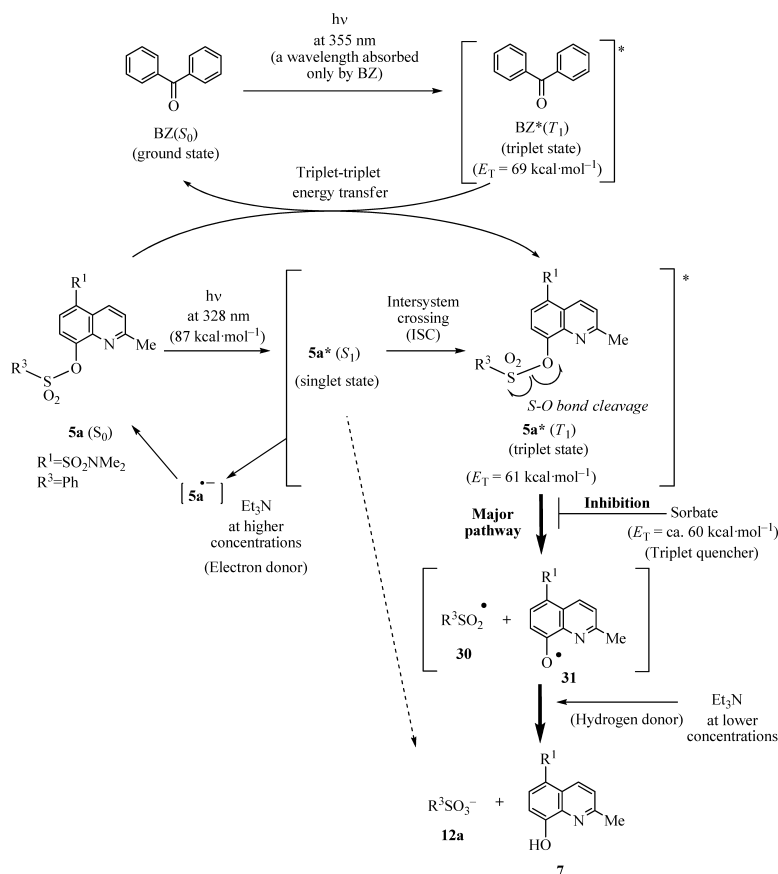 hν
at 355 nm
(a wavelength absorbed
only by BZ)
*
O
O
BZ(S0)
(ground state)
BZ*(T1)
(triplet state)
(ET = 69 kcal·mol–1)
Triplet-triplet
energy transfer
R1
N
Me
O
R3
S
O2
hν
at 328 nm
(87 kcal·mol–1)
5a* (S1)
(singlet state)
Intersystem
crossing
(ISC)
*
R1
N
Me
O2
O
R3
S
S-O bond cleavage
5a* (T1)
(triplet state)
(ET = 61 kcal·mol–1)
5a (S0)
R1=SO2NMe2
R3=Ph
[5a•–]
Et3N
at higher
concentrations
(Electron donor)
Major
pathway
Inhibition
Sorbate
(ET = ca. 60 kcal·mol–1)
(Triplet quencher)
R3SO2•
30
+
R1
N
Me
O•
31
Et3N
(Hydrogen donor)
at lower
concentrations
R3SO3–
12a
+
R1
N
Me
HO
7